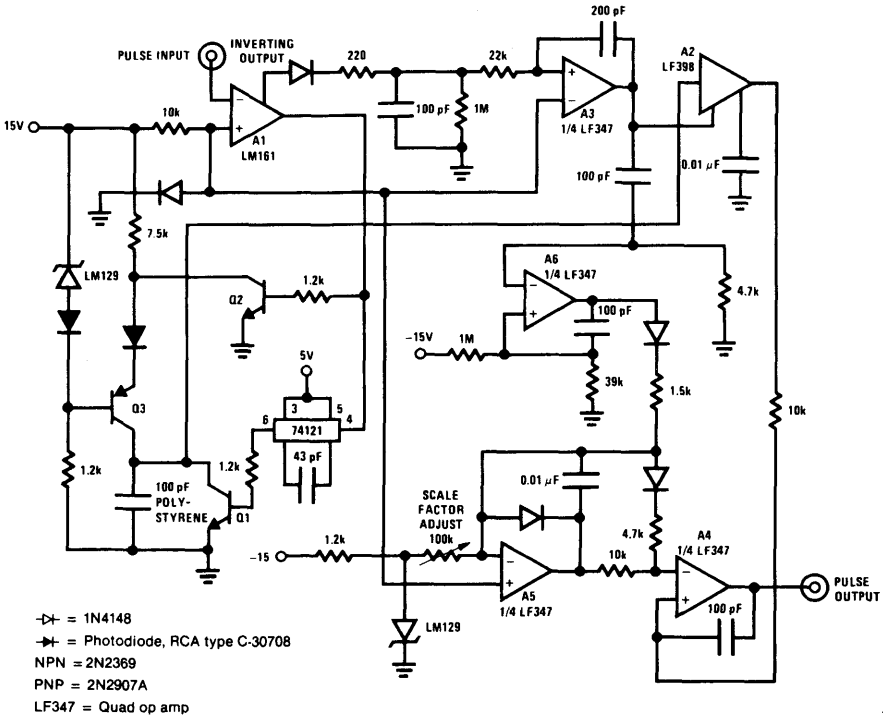 PULSE INPUT
INVERTING
OUTPUT
220
22k
200 pF
A2
LF398
15V
10k
−
+
A1
LM161
100 pF
1M
+
−
A3
1/4 LF347
0.01 µF
100 pF
7.5k
LM129
Q2
1.2k
A6
1/4 LF347
−
+
100 pF
4.7k
−15V
1M
39k
1.5k
10k
5V
3
5
6
4
74121
43 pF
Q3
1.2k
1.2k
100 pF
POLY-
STYRENE
Q1
0.01 µF
SCALE
FACTOR
ADJUST
100k
−15
1.2k
−
+
A5
1/4 LF347
10k
4.7k
A4
1/4 LF347
−
+
100 pF
PULSE
OUTPUT
LM129
= 1N4148
= Photodiode, RCA type C-30708
NPN = 2N2369
PNP = 2N2907A
LF347 = Quad op amp